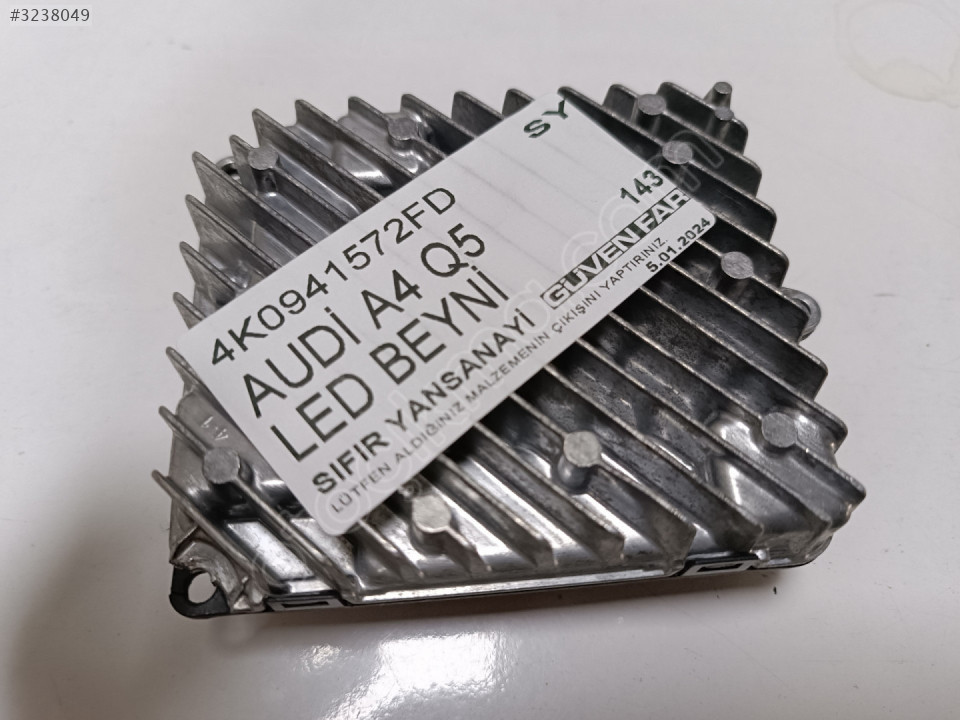 #3238049
SY
4K0941572FD
143
AUDİ A4 Q5
LED BEYNİ
GÜVEN FAR
SIFIR YANSANAYİ
5.01.2024
LÜTFEN ALDIĞINIZ MALZEMENİN ÇIKIŞINI YAPTIRINIZ.